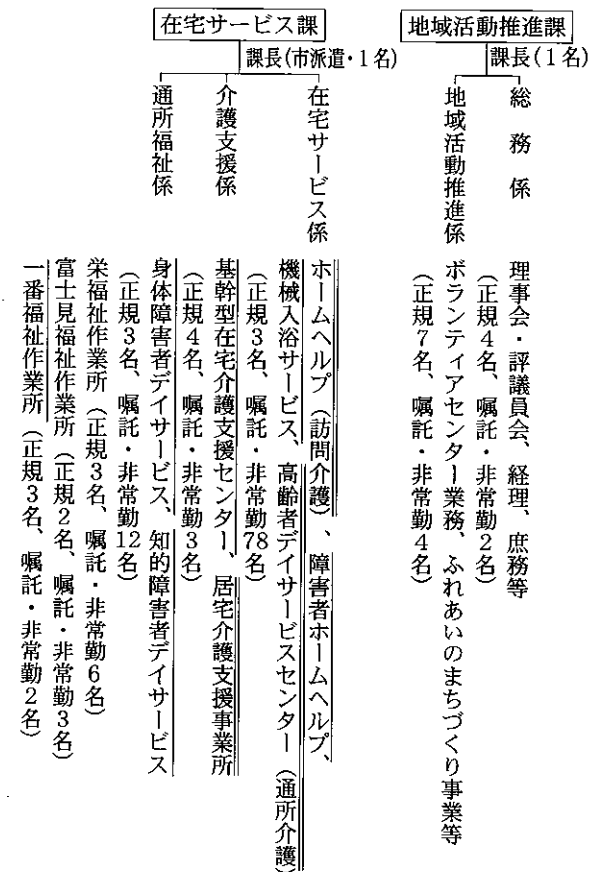 地域活動推進課
課長(1名)
総務係
理事会・評議員会、経理、庶務等
(正規4名、嘱託・非常勤2名)
地域活動推進係
ボランティアセンター業務、ふれあいのまちづくり事業等
(正規7名、嘱託・非常勤4名)
在宅サービス課
課長(市派遣・1名)
在宅サービス係
ホームヘルプ(訪問介護)、障害者ホームヘルプ、
機械入浴サービス、高齢者デイサービスセンター(通所介護)
(正規3名、嘱託・非常勤78名)
介護支援係
基幹型在宅介護支援センター、居宅介護支援事業所
(正規4名、嘱託・非常勤3名)
通所福祉係
身体障害者デイサービス、知的障害者デイサービス
(正規3名、嘱託・非常勤12名)
栄福祉作業所(正規3名、嘱託・非常勤6名)
富士見福祉作業所(正規2名、嘱託・非常勤3名)
一番福祉作業所(正規3名、嘱託・非常勤2名)